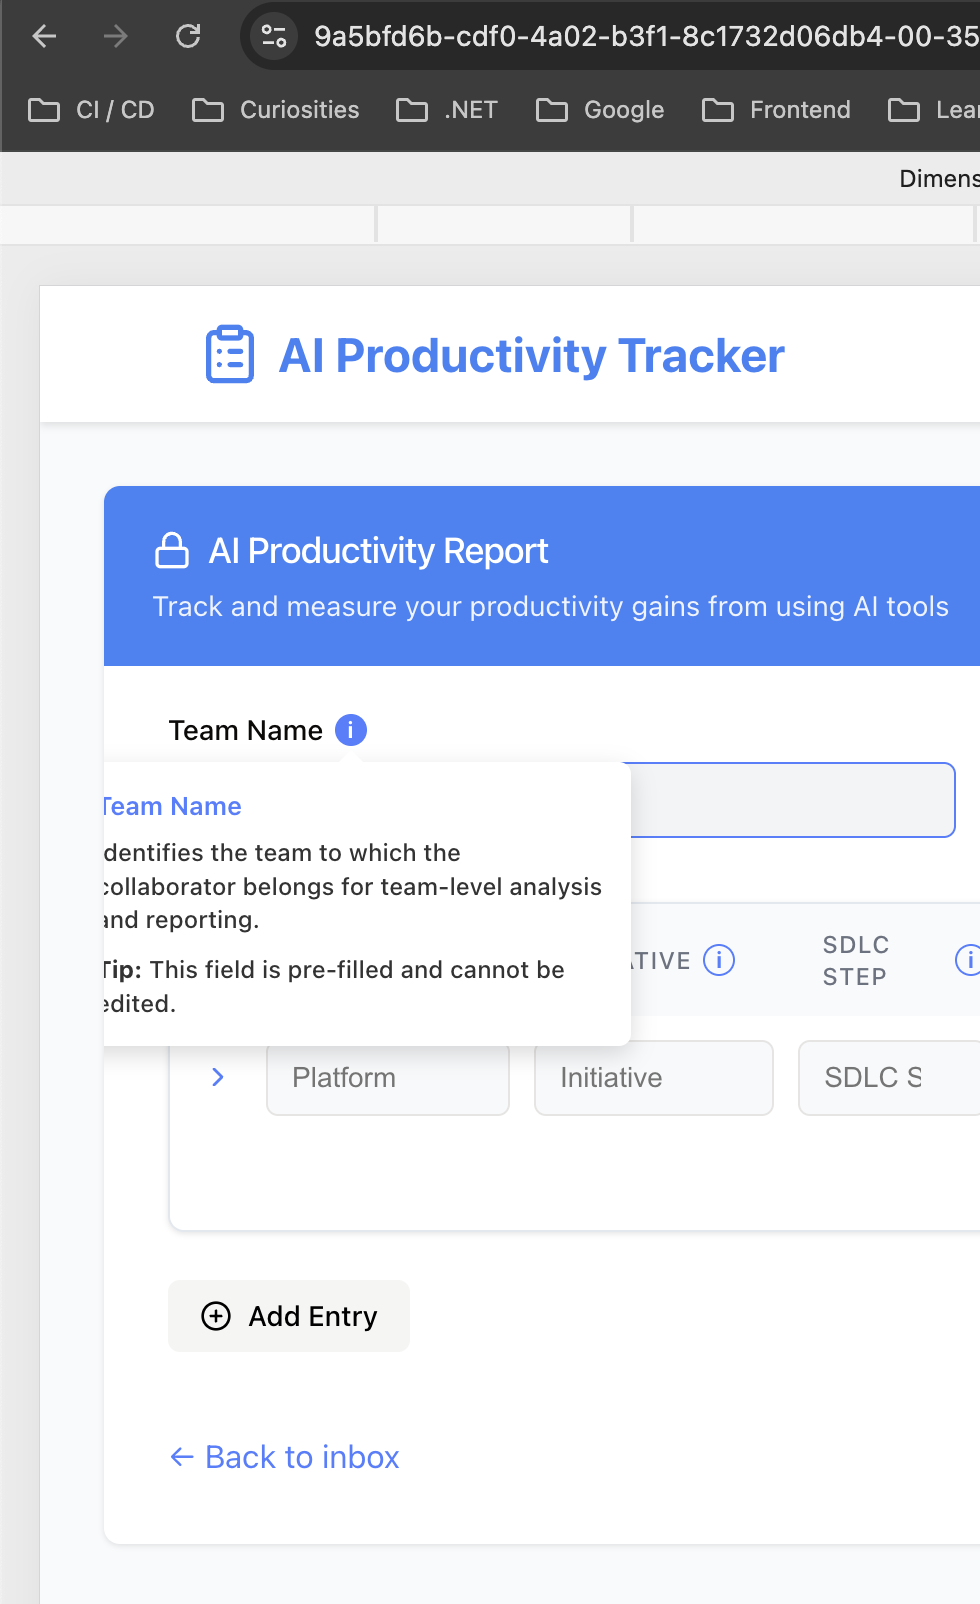 9a5bfd6b-cdf0-4a02-b3f1-8c1732d06db4-00-35
CI / CD Curiosities .NET Google Frontend Lear
Dimens
AI Productivity Tracker
AI Productivity Report
Track and measure your productivity gains from using AI tools
Team Name i
Team Name
dentifies the team to which the
collaborator belongs for team-level analysis
and reporting.
Tip: This field is pre-filled and cannot be
edited.
ATIVE i SDLC STEP i
Platform Initiative SDLC S
Add Entry
← Back to inbox